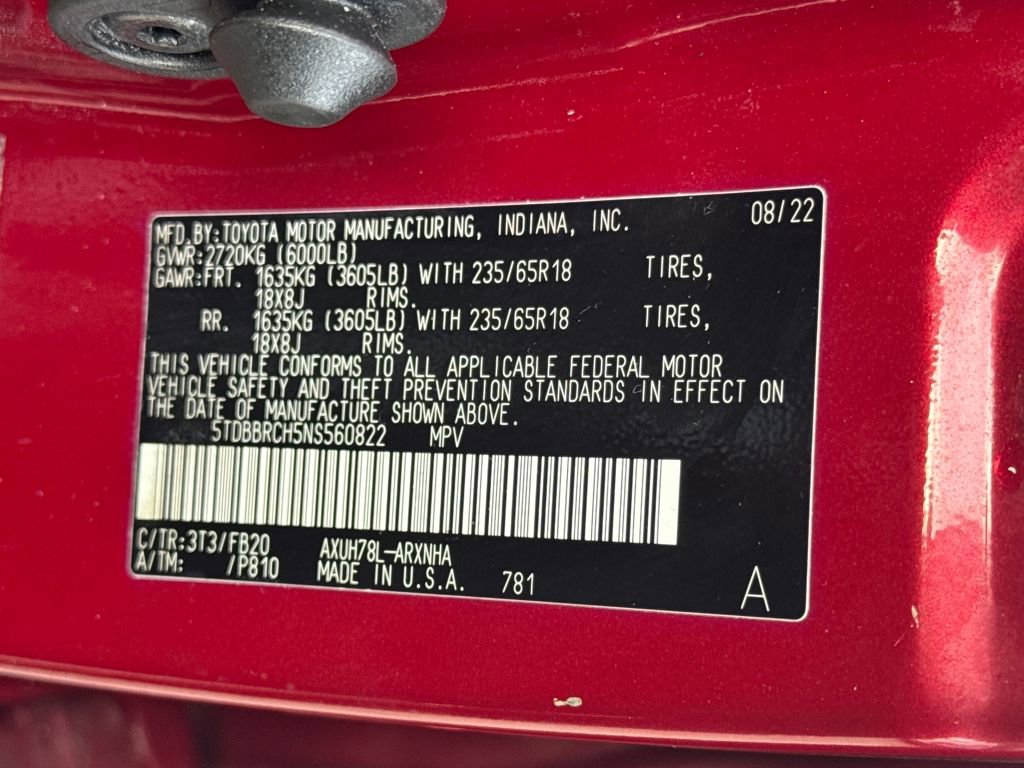 MFD.BY:TOYOTA MOTOR MANUFACTURING, INDIANA, INC. 08/22
GVWR:2720KG (6000LB)
GAWR:FRT. 1635KG (3605LB) WITH 235/65R18 TIRES,
18X8J RIMS.
RR. 1635KG (3605LB) WITH 235/65R18 TIRES,
18X8J RIMS.
THIS VEHICLE CONFORMS TO ALL APPLICABLE FEDERAL MOTOR
VEHICLE SAFETY AND THEFT PREVENTION STANDARDS IN EFFECT ON
THE DATE OF MANUFACTURE SHOWN ABOVE.
5TDBBRCH5NS560822 MPV
C/TR:3T3/FB20 AXUH78L-ARXNHA
A/TM: /P810 MADE IN U.S.A. 781 A